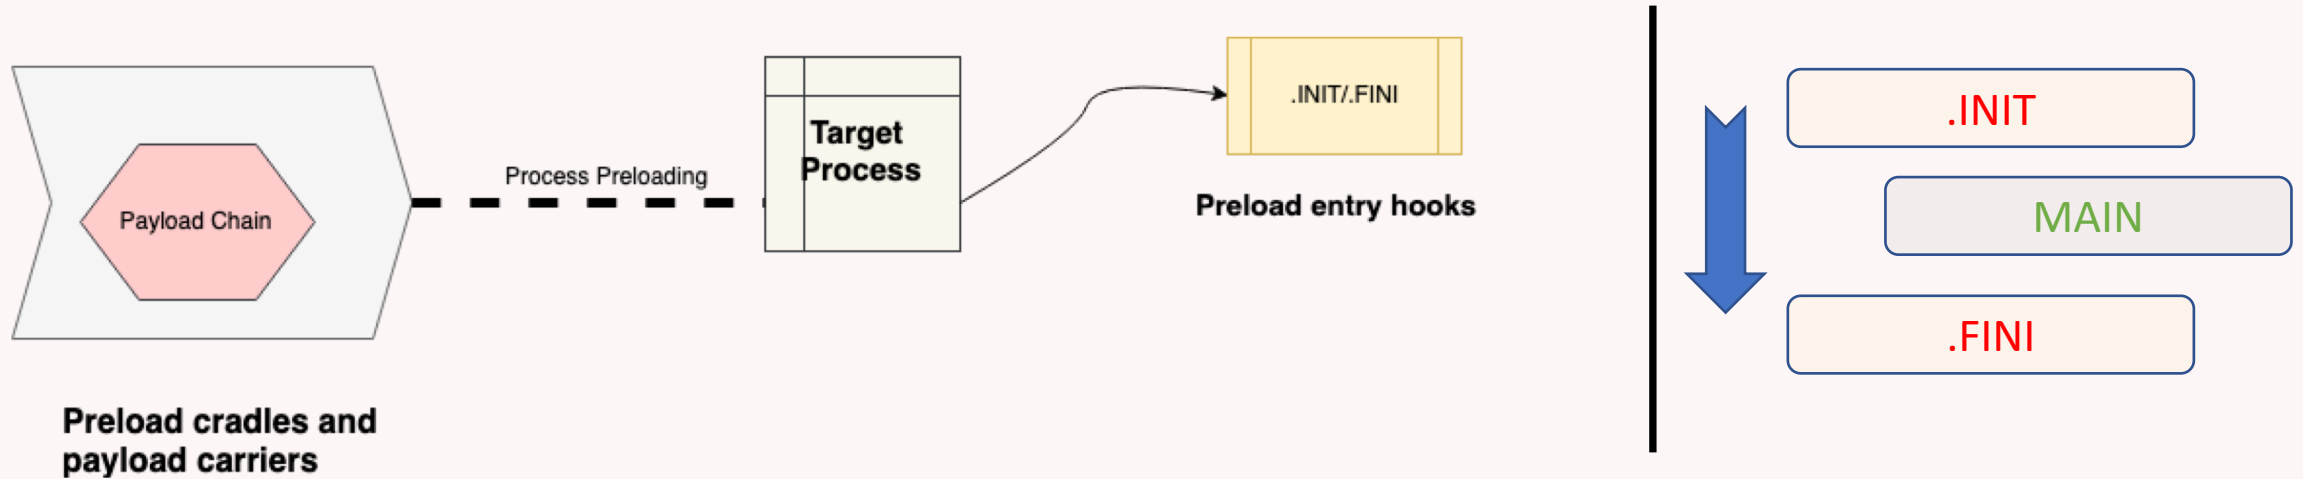 Payload Chain
Preload cradles and
payload carriers
Process Preloading
Target
Process
.INIT/.FINI
Preload entry hooks
.INIT
MAIN
.FINI